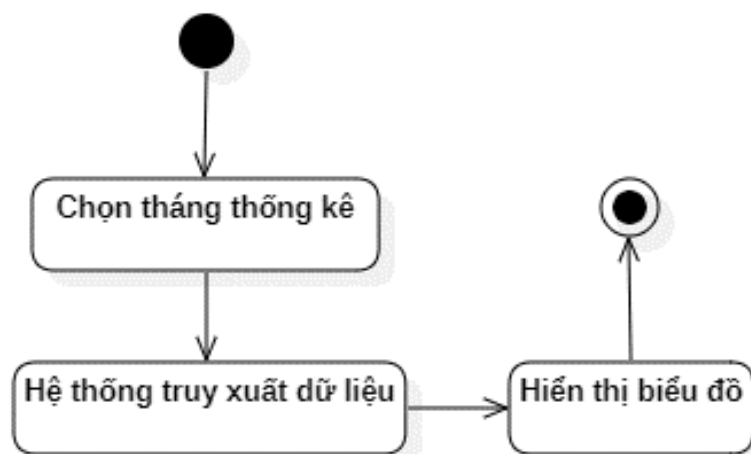 Chọn tháng thống kê
Hệ thống truy xuất dữ liệu
Hiển thị biểu đồ